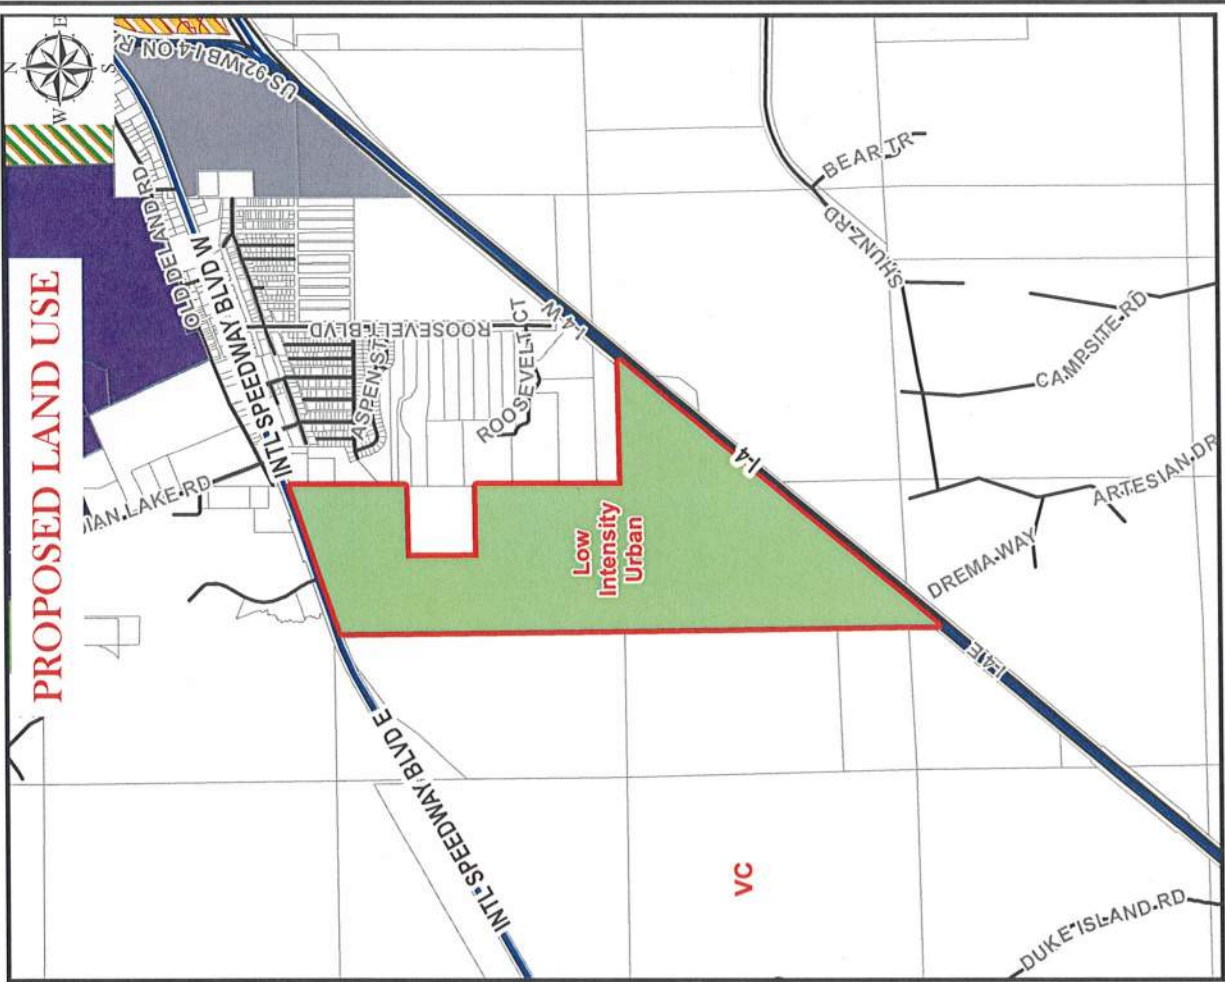 PROPOSED LAND USE
N
E
S
W
US 92 WB I-4 ON RA
OLD DELAND RD
INTL SPEEDWAY BLVD W
DIAN LAKE RD
ROOSEVELT BLVD
ASPEN ST
ROOSEVELT CT
I-4 W
BEAR TR
SHUNZ RD
CAMPSITE RD
ARTESIAN DR
DREMA WAY
I-4
I-4 E
Low
Intensity
Urban
INTL SPEEDWAY BLVD E
VC
DUKE ISLAND RD